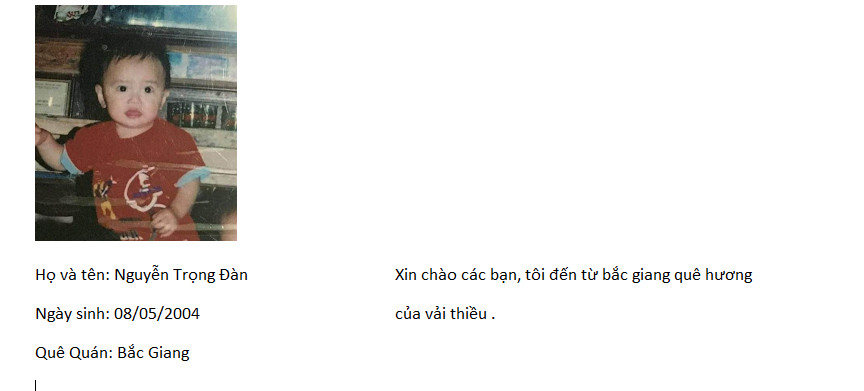 Họ và tên: Nguyễn Trọng Đàn
Ngày sinh: 08/05/2004
Quê Quán: Bắc Giang
Xin chào các bạn, tôi đến từ bắc giang quê hương
của vải thiều .